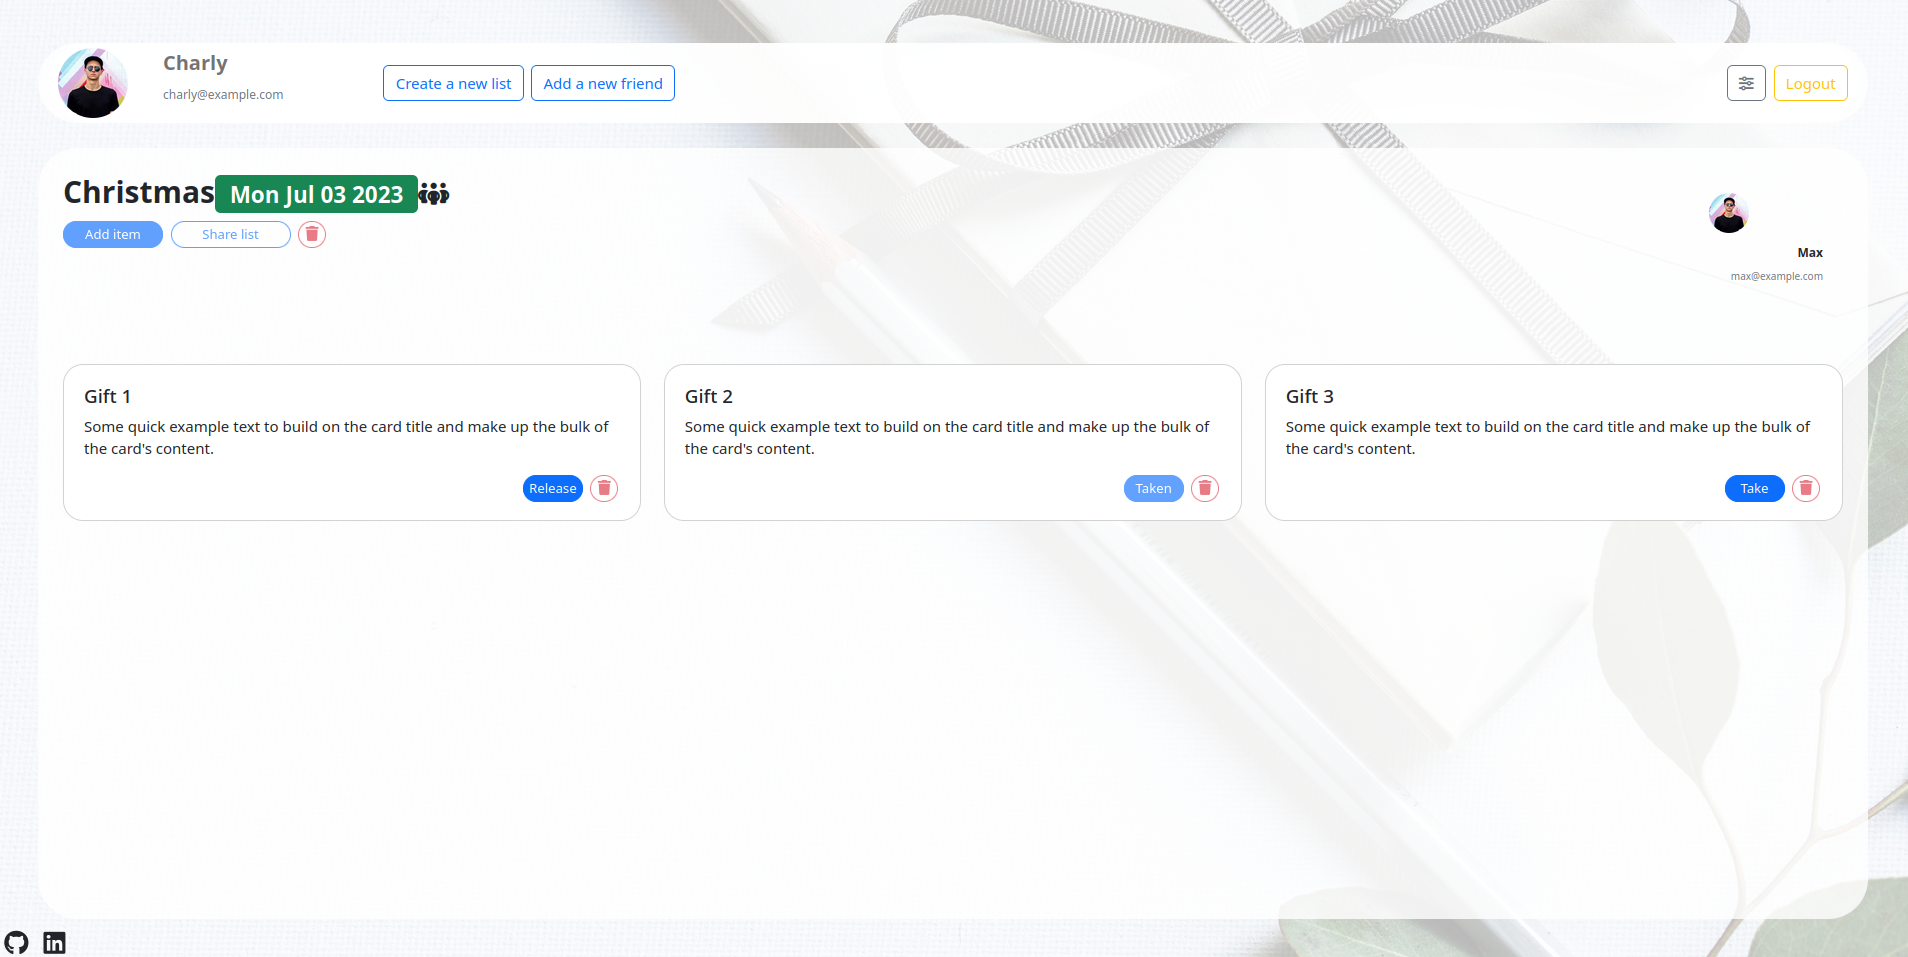 Charly
charly@example.com
Create a new list
Add a new friend
Logout
Christmas Mon Jul 03 2023
Add item
Share list
Max
max@example.com
Gift 1
Some quick example text to build on the card title and make up the bulk of
the card's content.
Release
Gift 2
Some quick example text to build on the card title and make up the bulk of
the card's content.
Taken
Gift 3
Some quick example text to build on the card title and make up the bulk of
the card's content.
Take